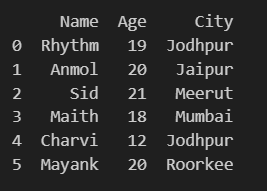 Name Age City
0 Rhythm 19 Jodhpur
1 Anmol 20 Jaipur
2 Sid 21 Meerut
3 Maith 18 Mumbai
4 Charvi 12 Jodhpur
5 Mayank 20 Roorkee